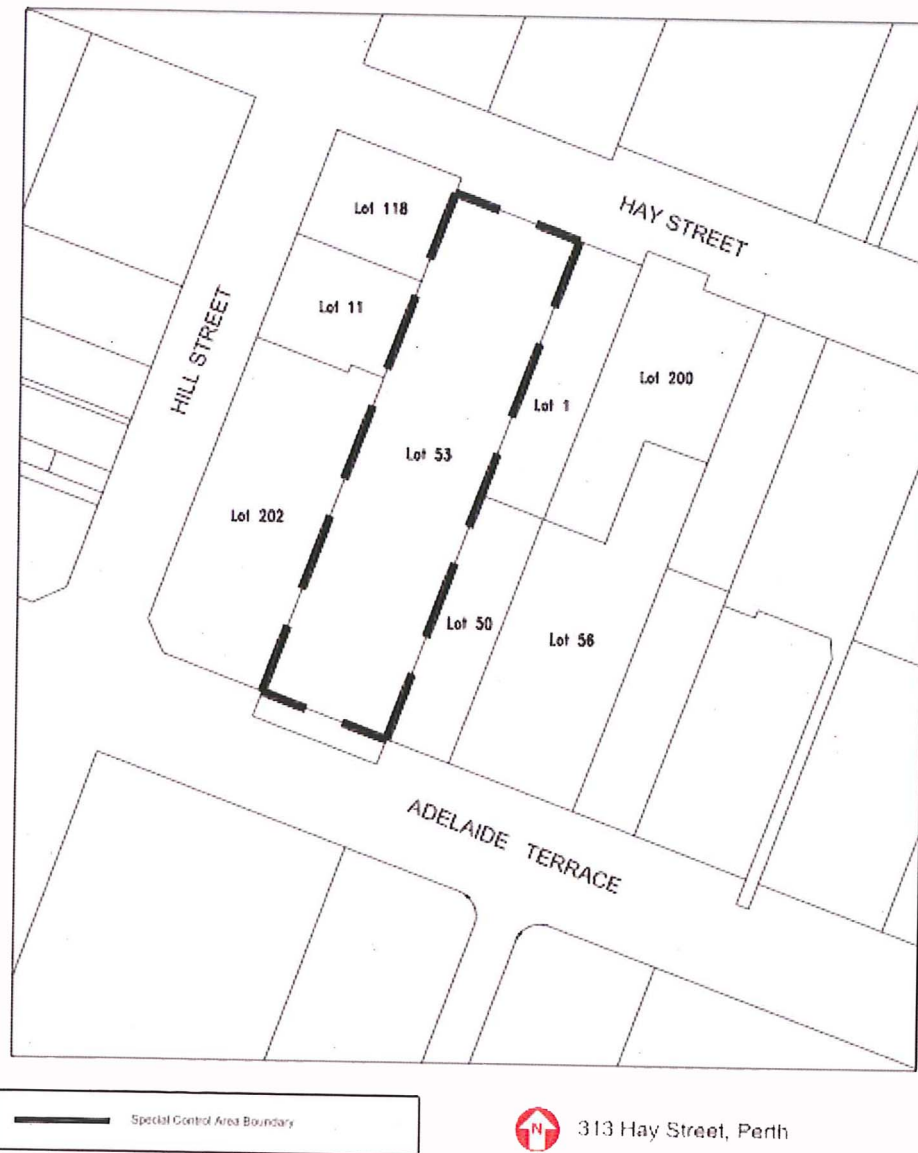 HAY STREET
Lot 118
Lot 11
HILL STREET
Lot 1
Lot 200
Lot 53
Lot 202
Lot 50
Lot 56
ADELAIDE TERRACE
Special Control Area Boundary
N
313 Hay Street, Perth